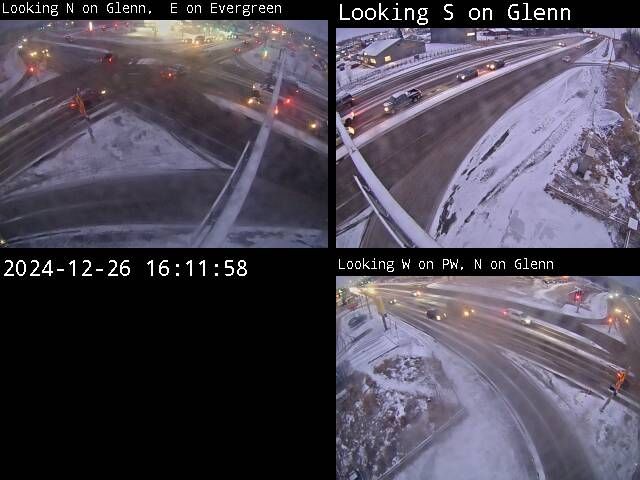 Looking N on Glenn,  E on Evergreen
Looking S on Glenn
2024-12-26 16:11:58
Looking W on PW, N on Glenn